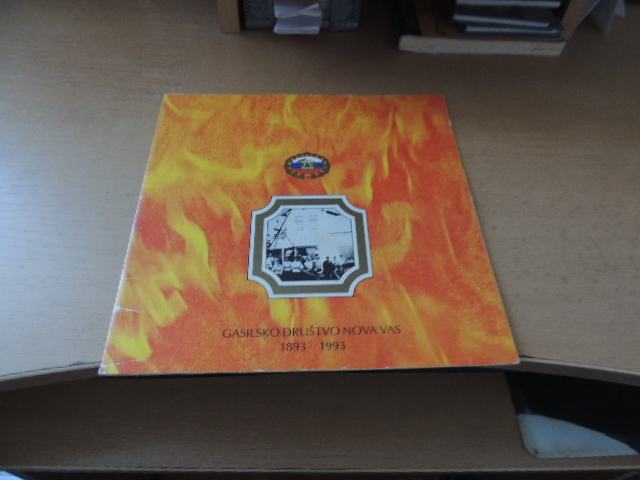 GASILSKO DRUŠTVO NOVA VAS
1893 1993